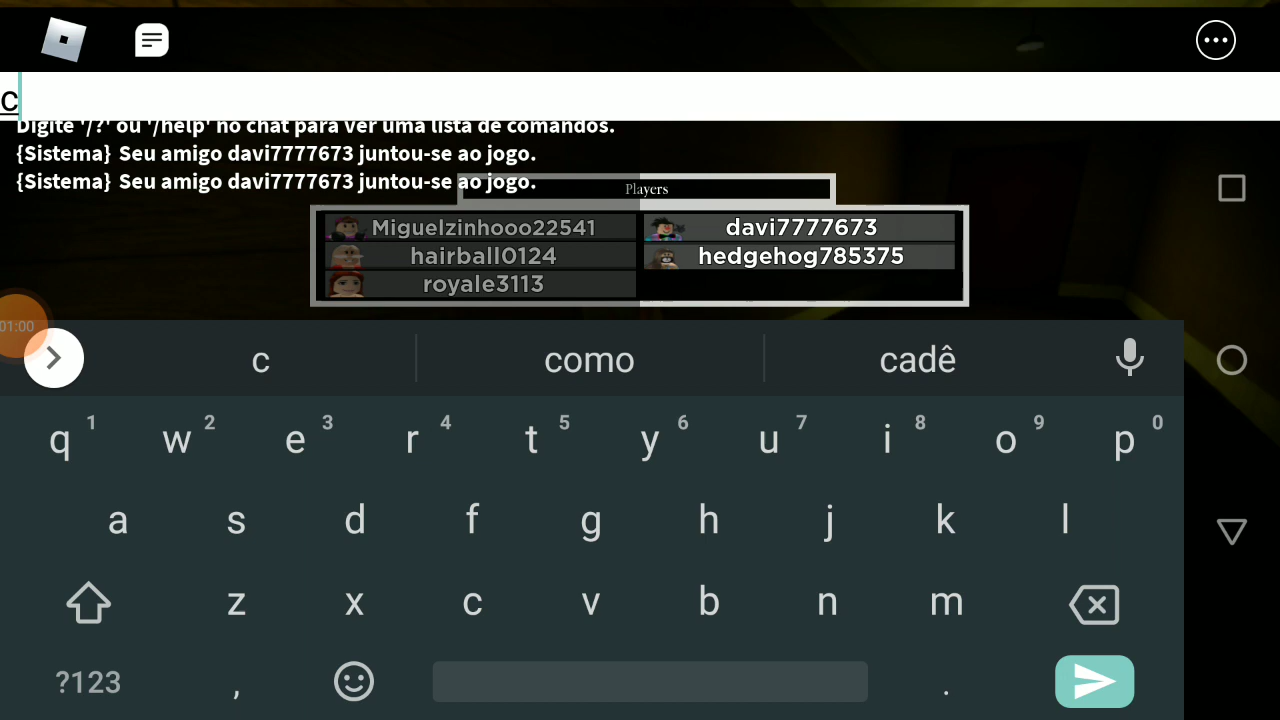 c
Digite '/?' ou '/help' no chat para ver uma lista de comandos.
{Sistema} Seu amigo davi7777673 juntou-se ao jogo.
{Sistema} Seu amigo davi7777673 juntou-se ao jogo.
Players
Miguelzinhooo22541 davi7777673
hairball0124 hedgehog785375
royale3113
01:00
c como cadê
q 1 w 2 e 3 r 4 t 5 y 6 u 7 i 8 o 9 p 0
a s d f g h j k l
z x c v b n m
?123 , .